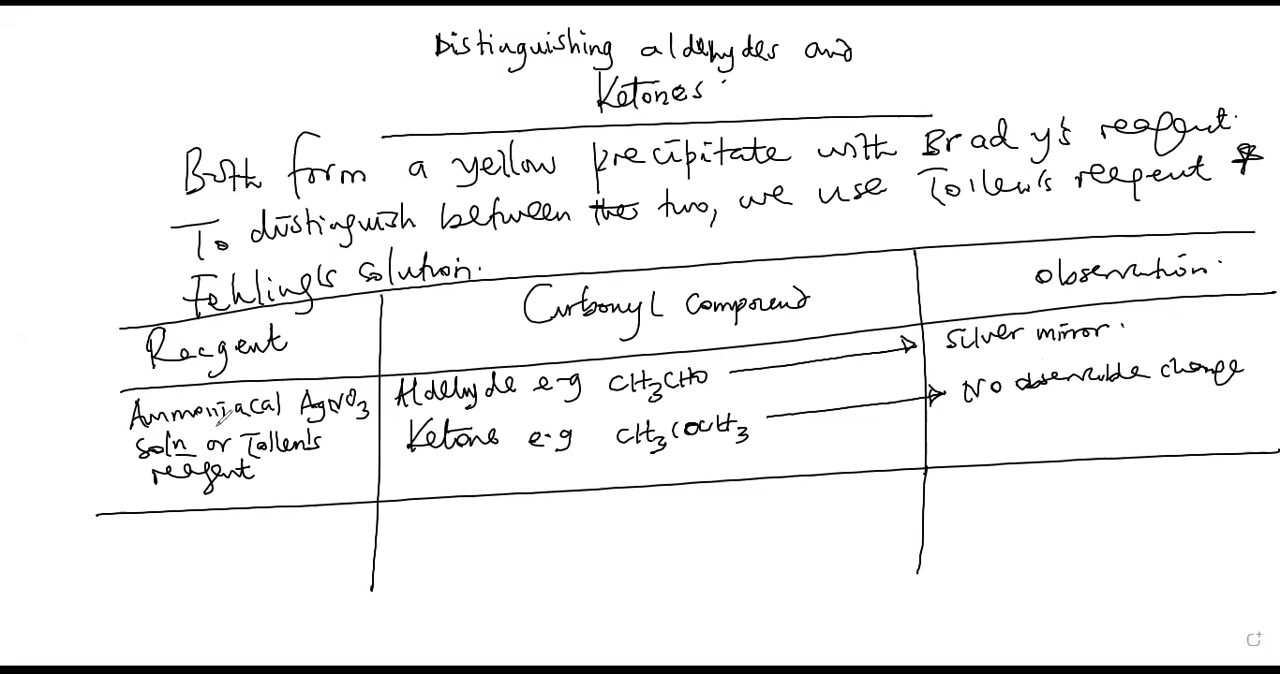 Distinguishing aldehydes and
Ketones.
Both form a yellow precipitate with Brady's reagent.
To distinguish between two, we use Tollen's reagent &
Fehling's solution.
Reagent Carbonyl compound observation.
Ammoniacal AgNO3 Aldehyde e-g CH3CHO silver mirror.
soln or Tollen's Ketone e.g CH3COCH3 No observable change
reagent